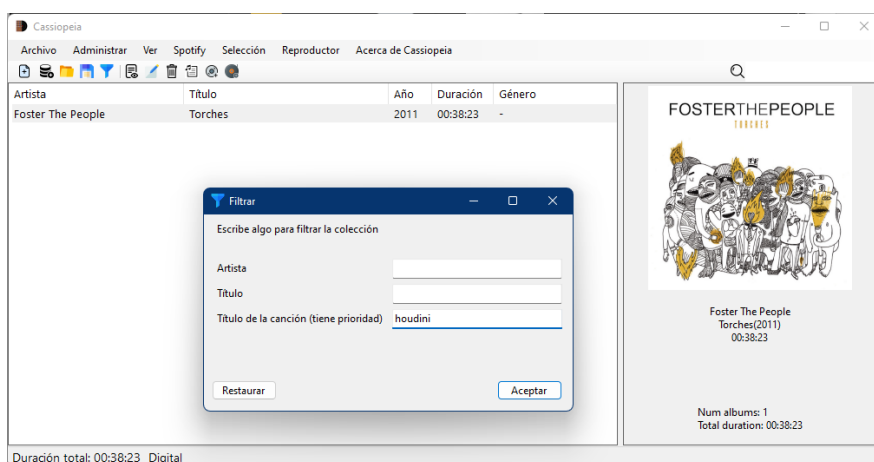 Cassiopeia
Archivo Administrar Ver Spotify Selección Reproductor Acerca de Cassiopeia
Artista Título Año Duración Género
Foster The People Torches 2011 00:38:23 -
FOSTERTHEPEOPLE
TORCHES
Filtrar
Escribe algo para filtrar la colección
Artista
Título
Título de la canción (tiene prioridad) houdini
Restaurar Aceptar
Foster The People
Torches(2011)
00:38:23
Num albums: 1
Total duration: 00:38:23
Duración total: 00:38:23 Digital